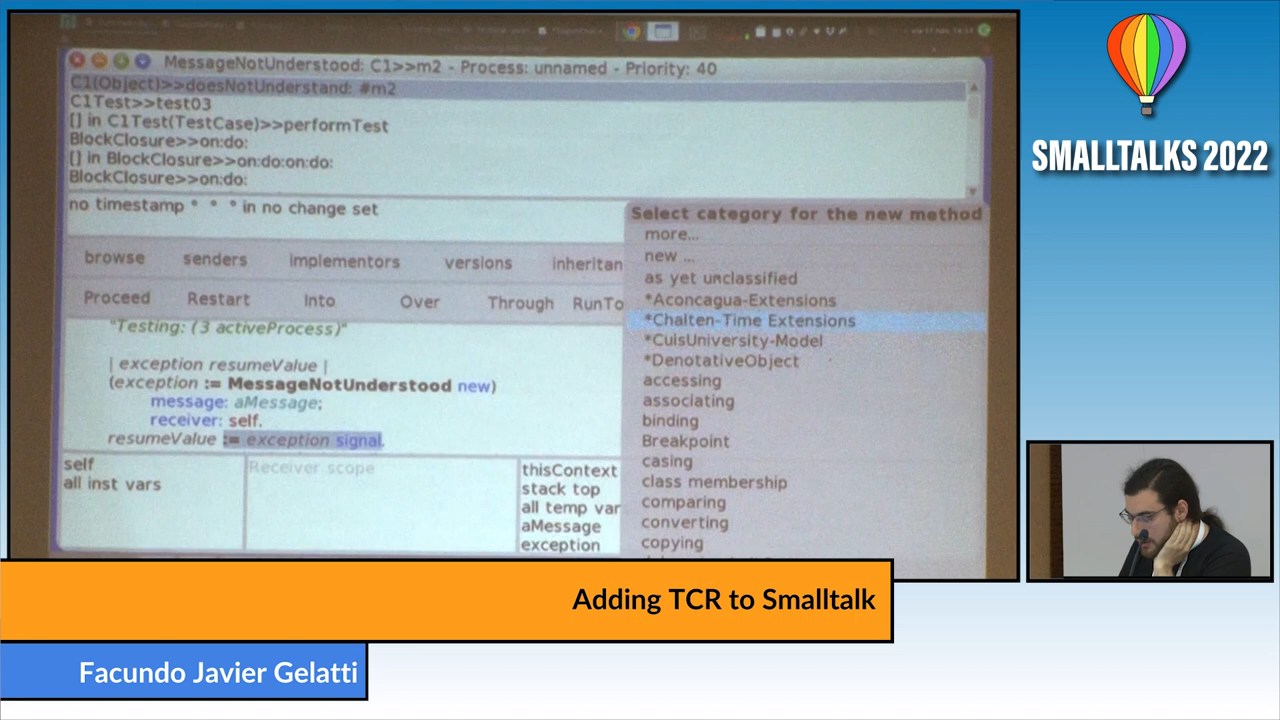 MessageNotUnderstood: C1>>m2 - Process: unnamed - Priority: 40
C1(Object)>>doesNotUnderstand: #m2
C1Test>>test03
[] in C1Test(TestCase)>>performTest
BlockClosure>>on:do:
[] in BlockClosure>>on:do:on:do:
BlockClosure>>on:do:
no timestamp * * * in no change set
browse senders implementors versions inheritan
Proceed Restart Into Over Through RunTo
"Testing: (3 activeProcess)"
| exception resumeValue |
(exception := MessageNotUnderstood new)
message: aMessage;
receiver: self.
resumeValue := exception signal.
self
all inst vars
Receiver scope
thisContext
stack top
all temp var
aMessage
exception
Select category for the new method
more...
new ...
as yet unclassified
*Aconcagua-Extensions
*Chalten-Time Extensions
*CuisUniversity-Model
*DenotativeObject
accessing
associating
binding
Breakpoint
casing
class membership
comparing
converting
copying
SMALLTALKS 2022
Adding TCR to Smalltalk
Facundo Javier Gelatti